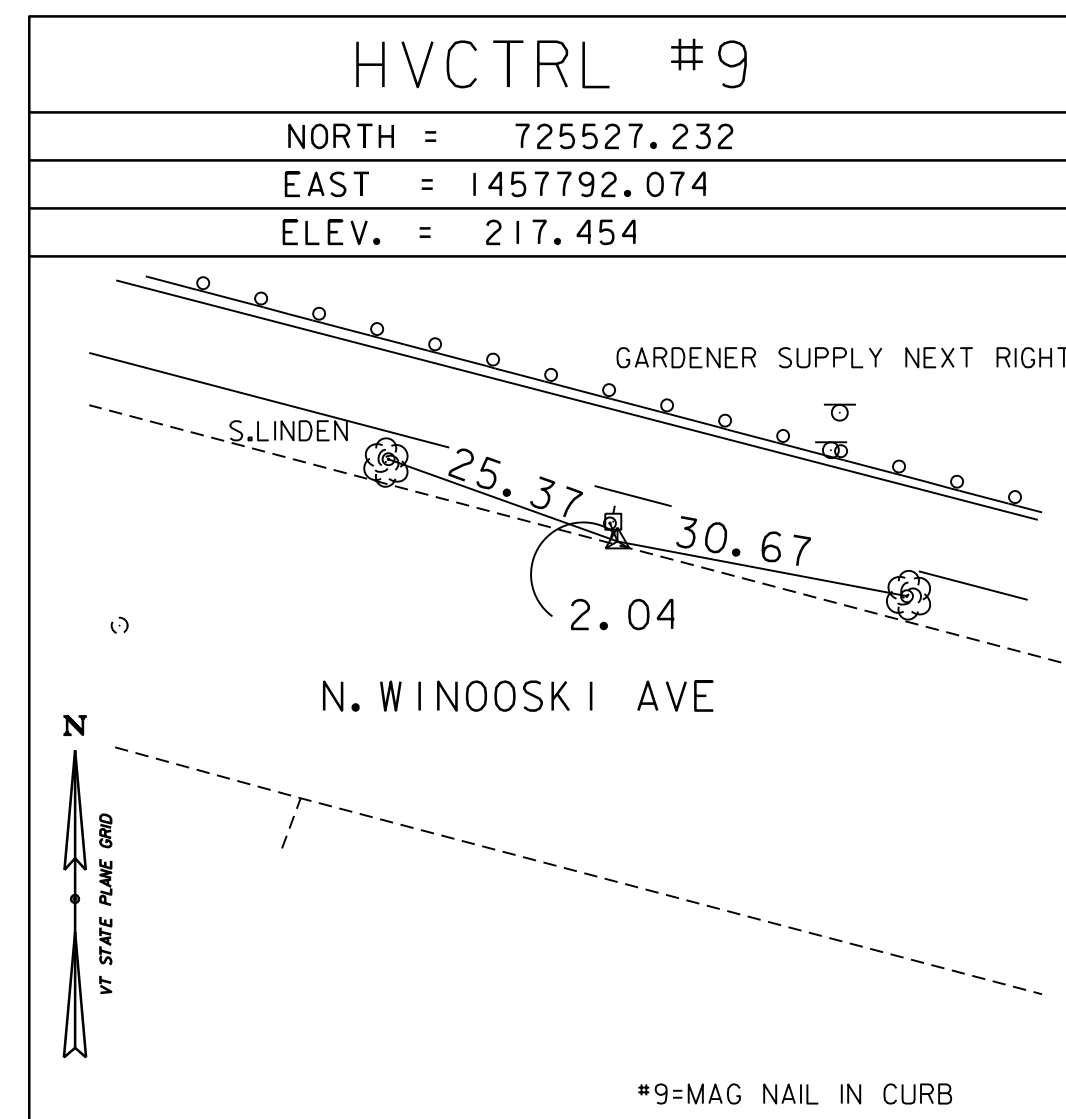 HVCTRL #9
NORTH = 725527.232
EAST = 1457792.074
ELEV. = 217.454
GARDENER SUPPLY NEXT RIGHT
S.LINDEN
25.37
30.67
2.04
N. WINOOSKI AVE
N
VT STATE PLANE GRID
#9=MAG NAIL IN CURB